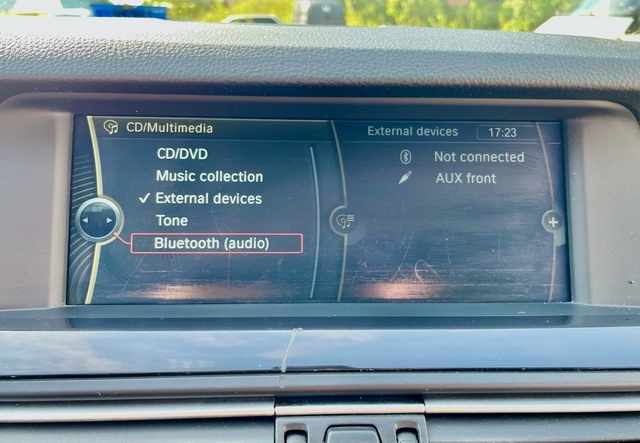 CD/Multimedia
CD/DVD
Music collection
✓ External devices
Tone
Bluetooth (audio)
External devices 17:23
Not connected
AUX front